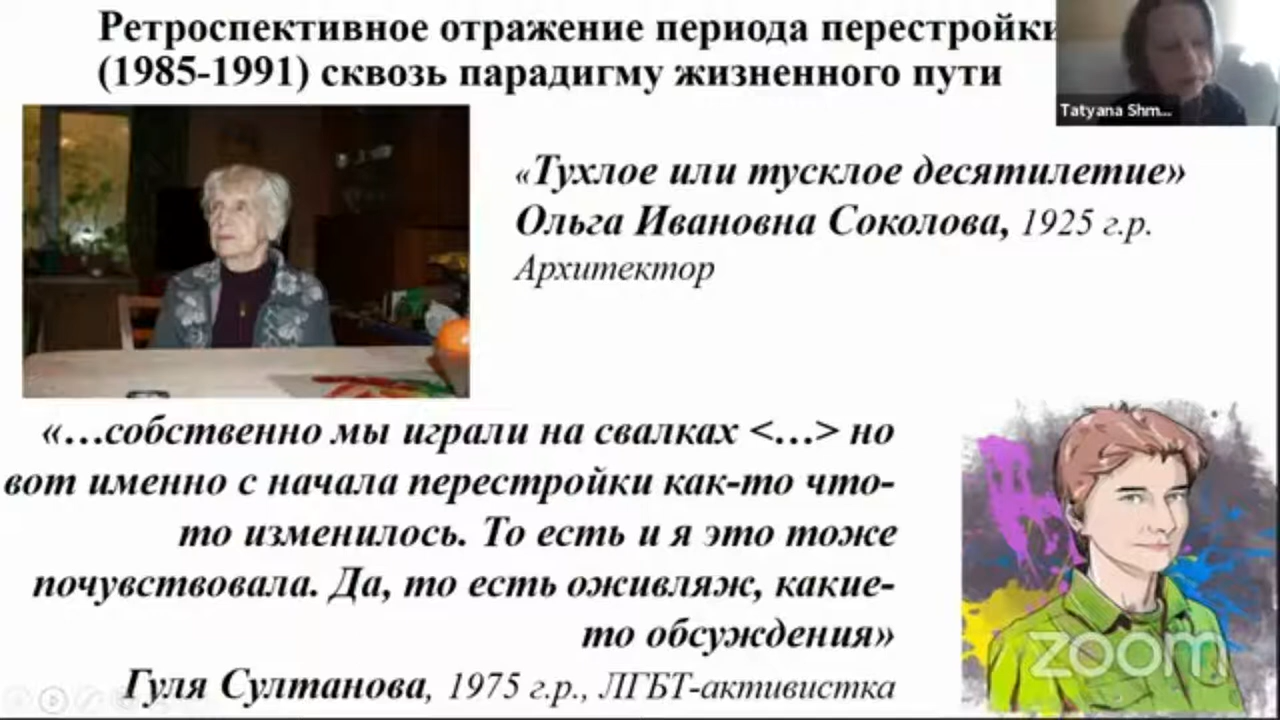 Ретроспективное отражение периода перестройки
(1985-1991) сквозь парадигму жизненного пути
Tatyana Shm...
«Тухлое или тусклое десятилетие»
Ольга Ивановна Соколова, 1925 г.р.
Архитектор
«…собственно мы играли на свалках <…> но
вот именно с начала перестройки как-то что-
то изменилось. То есть и я это тоже
почувствовала. Да, то есть оживляж, какие-
то обсуждения»
Гуля Султанова, 1975 г.р., ЛГБТ-активистка
zoom